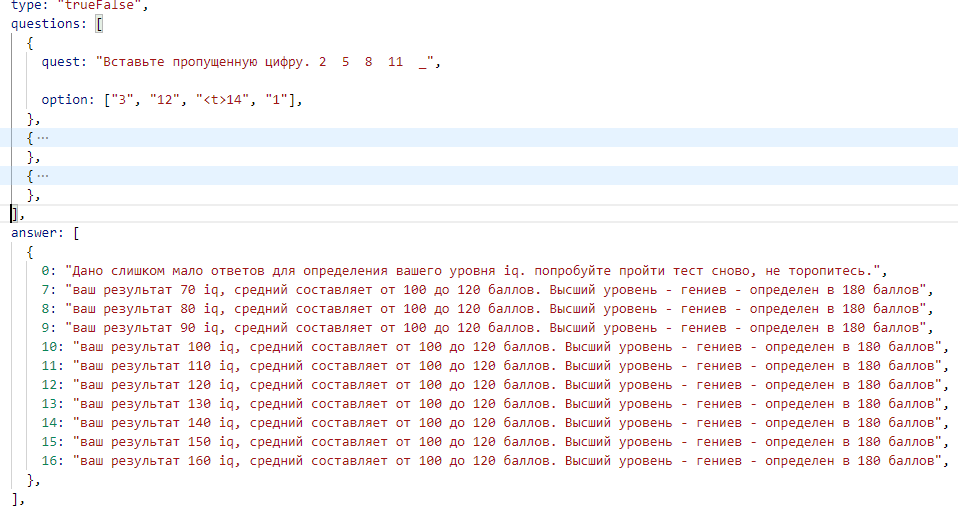 type: "trueFalse",
questions: [
{
quest: "Вставьте пропущенную цифру. 2  5  8  11  _",
option: ["3", "12", "<t>14", "1"],
},
{ ···
},
{ ···
},
],
answer: [
{
0: "Дано слишком мало ответов для определения вашего уровня iq. попробуйте пройти тест сново, не торопитесь.",
7: "ваш результат 70 iq, средний составляет от 100 до 120 баллов. Высший уровень - гениев - определен в 180 баллов",
8: "ваш результат 80 iq, средний составляет от 100 до 120 баллов. Высший уровень - гениев - определен в 180 баллов",
9: "ваш результат 90 iq, средний составляет от 100 до 120 баллов. Высший уровень - гениев - определен в 180 баллов",
10: "ваш результат 100 iq, средний составляет от 100 до 120 баллов. Высший уровень - гениев - определен в 180 баллов",
11: "ваш результат 110 iq, средний составляет от 100 до 120 баллов. Высший уровень - гениев - определен в 180 баллов",
12: "ваш результат 120 iq, средний составляет от 100 до 120 баллов. Высший уровень - гениев - определен в 180 баллов",
13: "ваш результат 130 iq, средний составляет от 100 до 120 баллов. Высший уровень - гениев - определен в 180 баллов",
14: "ваш результат 140 iq, средний составляет от 100 до 120 баллов. Высший уровень - гениев - определен в 180 баллов",
15: "ваш результат 150 iq, средний составляет от 100 до 120 баллов. Высший уровень - гениев - определен в 180 баллов",
16: "ваш результат 160 iq, средний составляет от 100 до 120 баллов. Высший уровень - гениев - определен в 180 баллов",
},
],